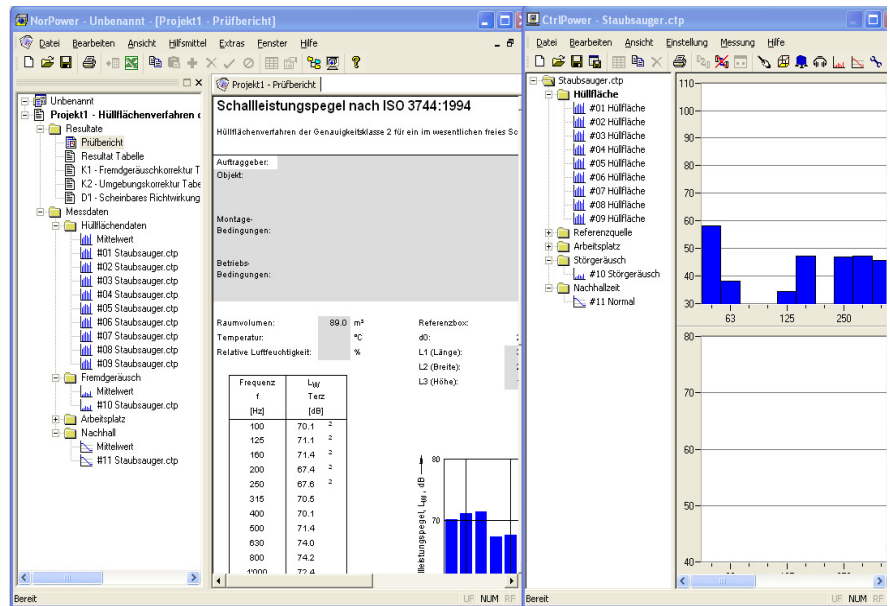 NorPower - Unbenannt - [Projekt1 - Prüfbericht]
Datei Bearbeiten Ansicht Hilfsmittel Extras Fenster Hilfe
Unbenannt
Projekt1 - Hüllflächenverfahren
Resultate
Prüfbericht
Resultat Tabelle
K1 - Fremdgeräuschkorrektur T
K2 - Umgebungskorrektur Tabe
D1 - Scheinbares Richtwirkung
Messdaten
Hüllflächendaten
Mittelwert
#01 Staubsauger.ctp
#02 Staubsauger.ctp
#03 Staubsauger.ctp
#04 Staubsauger.ctp
#05 Staubsauger.ctp
#06 Staubsauger.ctp
#07 Staubsauger.ctp
#08 Staubsauger.ctp
#09 Staubsauger.ctp
Fremdgeräusch
Mittelwert
#10 Staubsauger.ctp
Arbeitsplatz
Nachhall
Mittelwert
#11 Staubsauger.ctp
Projekt1 - Prüfbericht
Schallleistungspegel nach ISO 3744:1994
Hüllflächenverfahren der Genauigkeitsklasse 2 für ein im wesentlichen freies Sc
Auftraggeber:
Objekt:
Montage-
Bedingungen:
Betriebs-
Bedingungen:
Raumvolumen: 89.0 m³ Referenzbox:
Temperatur: °C d0:
Relative Luftfeuchtigkeit: % L1 (Länge):
L2 (Breite):
L3 (Höhe):
Frequenz LW
f Terz
[Hz] [dB]
100 70.1 2
125 71.1 2
160 71.4 2
200 67.4 2
250 67.6 2
315 70.5
400 70.1
500 71.4
630 74.0
800 74.2
1'000 72.4
80
70
lleistungspegel, LW, dB
Bereit UF NUM RF
CtrlPower - Staubsauger.ctp
Datei Bearbeiten Ansicht Einstellung Messung Hilfe
Staubsauger.ctp
Hüllfläche
#01 Hüllfläche
#02 Hüllfläche
#03 Hüllfläche
#04 Hüllfläche
#05 Hüllfläche
#06 Hüllfläche
#07 Hüllfläche
#08 Hüllfläche
#09 Hüllfläche
Referenzquelle
Arbeitsplatz
Störgeräusch
#10 Störgeräusch
Nachhallzeit
#11 Normal
110
100
90
80
70
60
50
40
30
63 125 250
80
70
60
50
40
Bereit UF NUM RF